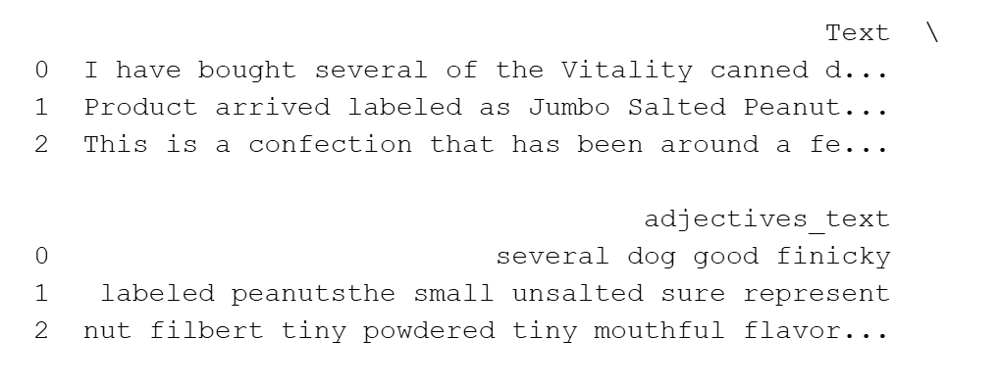 Text \
0 I have bought several of the Vitality canned d...
1 Product arrived labeled as Jumbo Salted Peanut...
2 This is a confection that has been around a fe...
adjectives_text
0 several dog good finicky
1 labeled peanutsthe small unsalted sure represent
2 nut filbert tiny powdered tiny mouthful flavor...